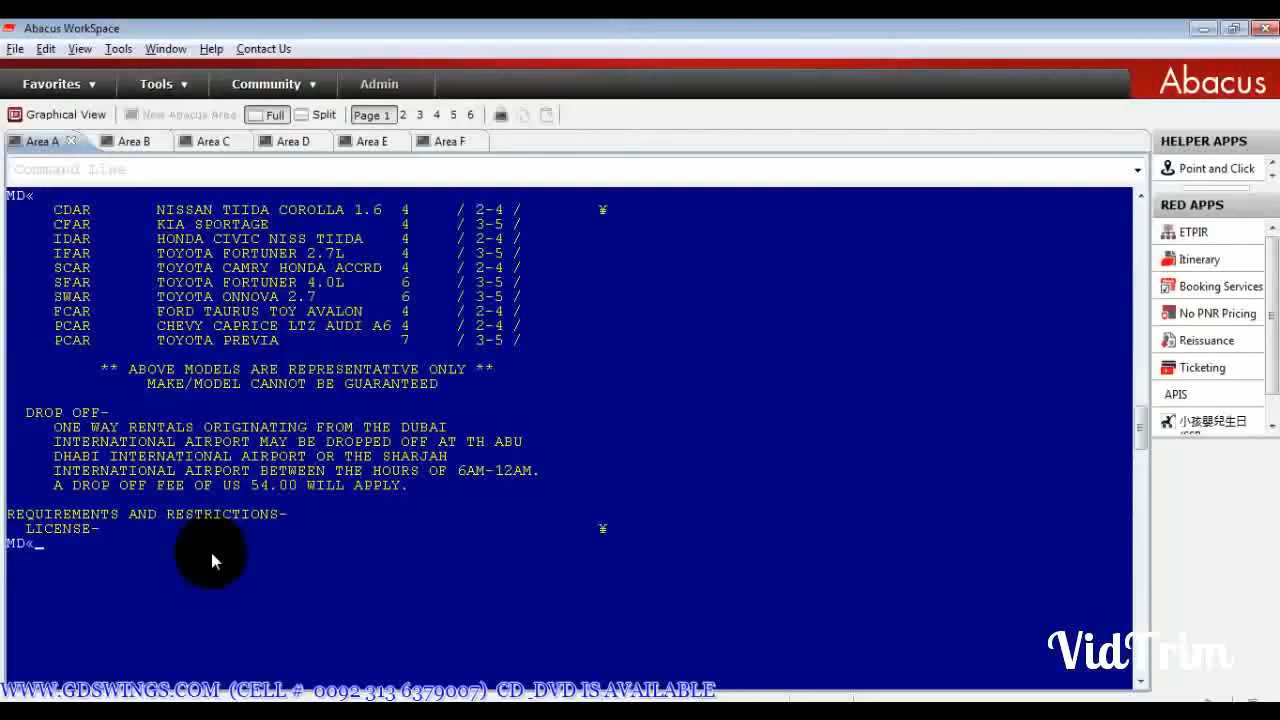 Abacus WorkSpace
File Edit View Tools Window Help Contact Us
Favorites Tools Community Admin
Abacus
Graphical View New Abacus Area Full Split Page 1 2 3 4 5 6
Area A Area B Area C Area D Area E Area F
Command Line
MD«
CDAR NISSAN TIIDA COROLLA 1.6 4 / 2-4 / ¥
CFAR KIA SPORTAGE 4 / 3-5 /
IDAR HONDA CIVIC NISS TIIDA 4 / 2-4 /
IFAR TOYOTA FORTUNER 2.7L 4 / 3-5 /
SCAR TOYOTA CAMRY HONDA ACCRD 4 / 2-4 /
SFAR TOYOTA FORTUNER 4.0L 6 / 3-5 /
SWAR TOYOTA ONNOVA 2.7 6 / 3-5 /
FCAR FORD TAURUS TOY AVALON 4 / 2-4 /
PCAR CHEVY CAPRICE LTZ AUDI A6 4 / 2-4 /
PCAR TOYOTA PREVIA 7 / 3-5 /
** ABOVE MODELS ARE REPRESENTATIVE ONLY **
MAKE/MODEL CANNOT BE GUARANTEED
DROP OFF-
ONE WAY RENTALS ORIGINATING FROM THE DUBAI
INTERNATIONAL AIRPORT MAY BE DROPPED OFF AT TH ABU
DHABI INTERNATIONAL AIRPORT OR THE SHARJAH
INTERNATIONAL AIRPORT BETWEEN THE HOURS OF 6AM-12AM.
A DROP OFF FEE OF US 54.00 WILL APPLY.
REQUIREMENTS AND RESTRICTIONS-
LICENSE- ¥
MD«
HELPER APPS
Point and Click
RED APPS
ETPIR
Itinerary
Booking Services
No PNR Pricing
Reissuance
Ticketing
APIS
小孩嬰兒生日
VidTrim
WWW.GDSWINGS.COM (CELL # 0092 313 6379007) CD_DVD IS AVAILABLE